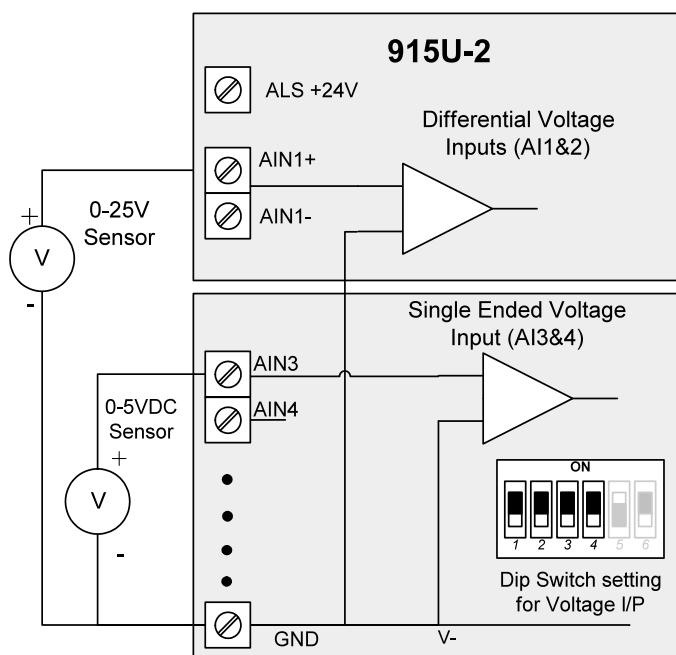 915U-2
ALS +24V
Differential Voltage
Inputs (AI1&2)
AIN1+
AIN1-
+
0-25V
Sensor
V
-
Single Ended Voltage
Input (AI3&4)
AIN3
AIN4
0-5VDC
Sensor
+
V
-
ON
1 2 3 4 5 6
Dip Switch setting
for Voltage I/P
GND
V-